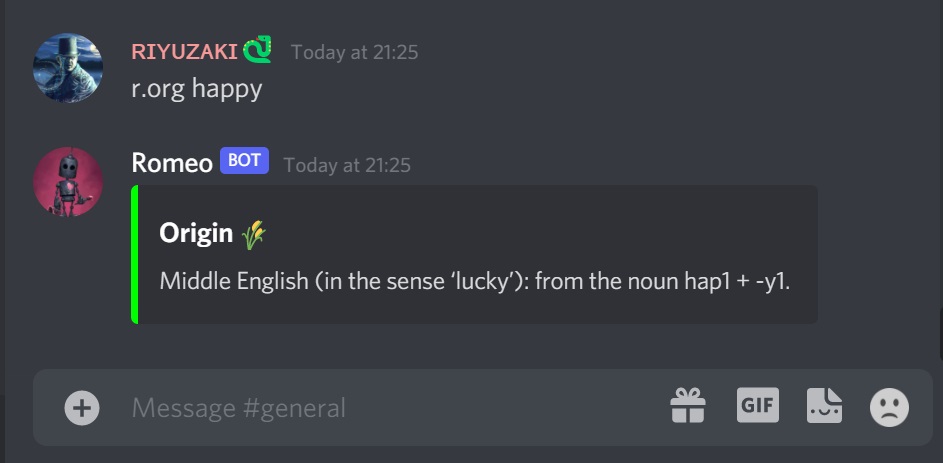 RIYUZAKI Today at 21:25
r.org happy
Romeo BOT Today at 21:25
Origin
Middle English (in the sense ‘lucky’): from the noun hap1 + -y1.
Message #general
GIF